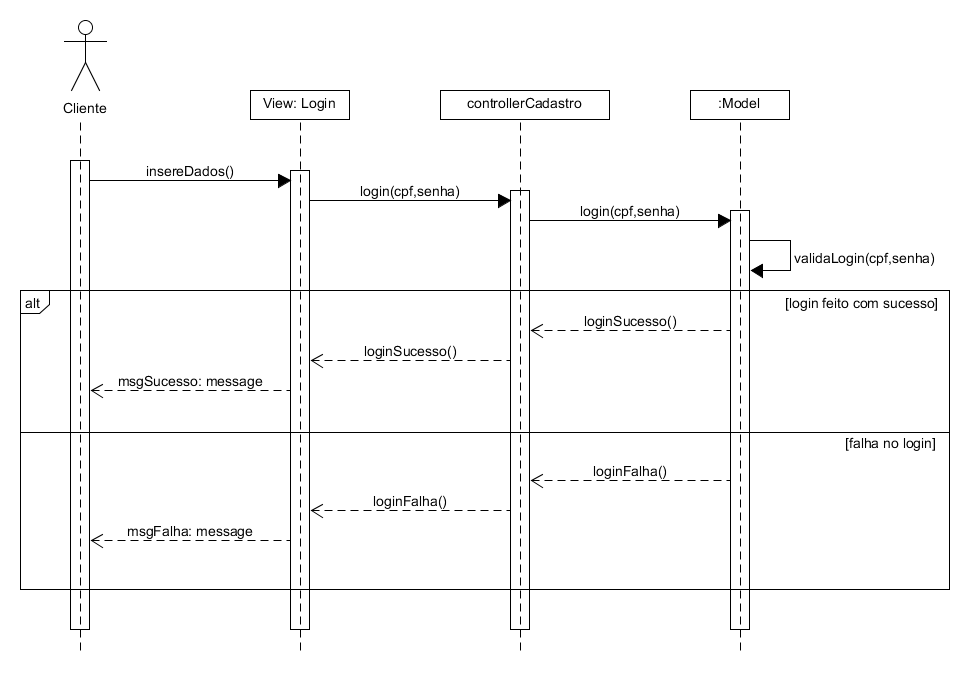 Cliente
View: Login
controllerCadastro
:Model
insereDados()
login(cpf,senha)
login(cpf,senha)
validaLogin(cpf,senha)
alt
[login feito com sucesso]
loginSucesso()
loginSucesso()
msgSucesso: message
[falha no login]
loginFalha()
loginFalha()
msgFalha: message